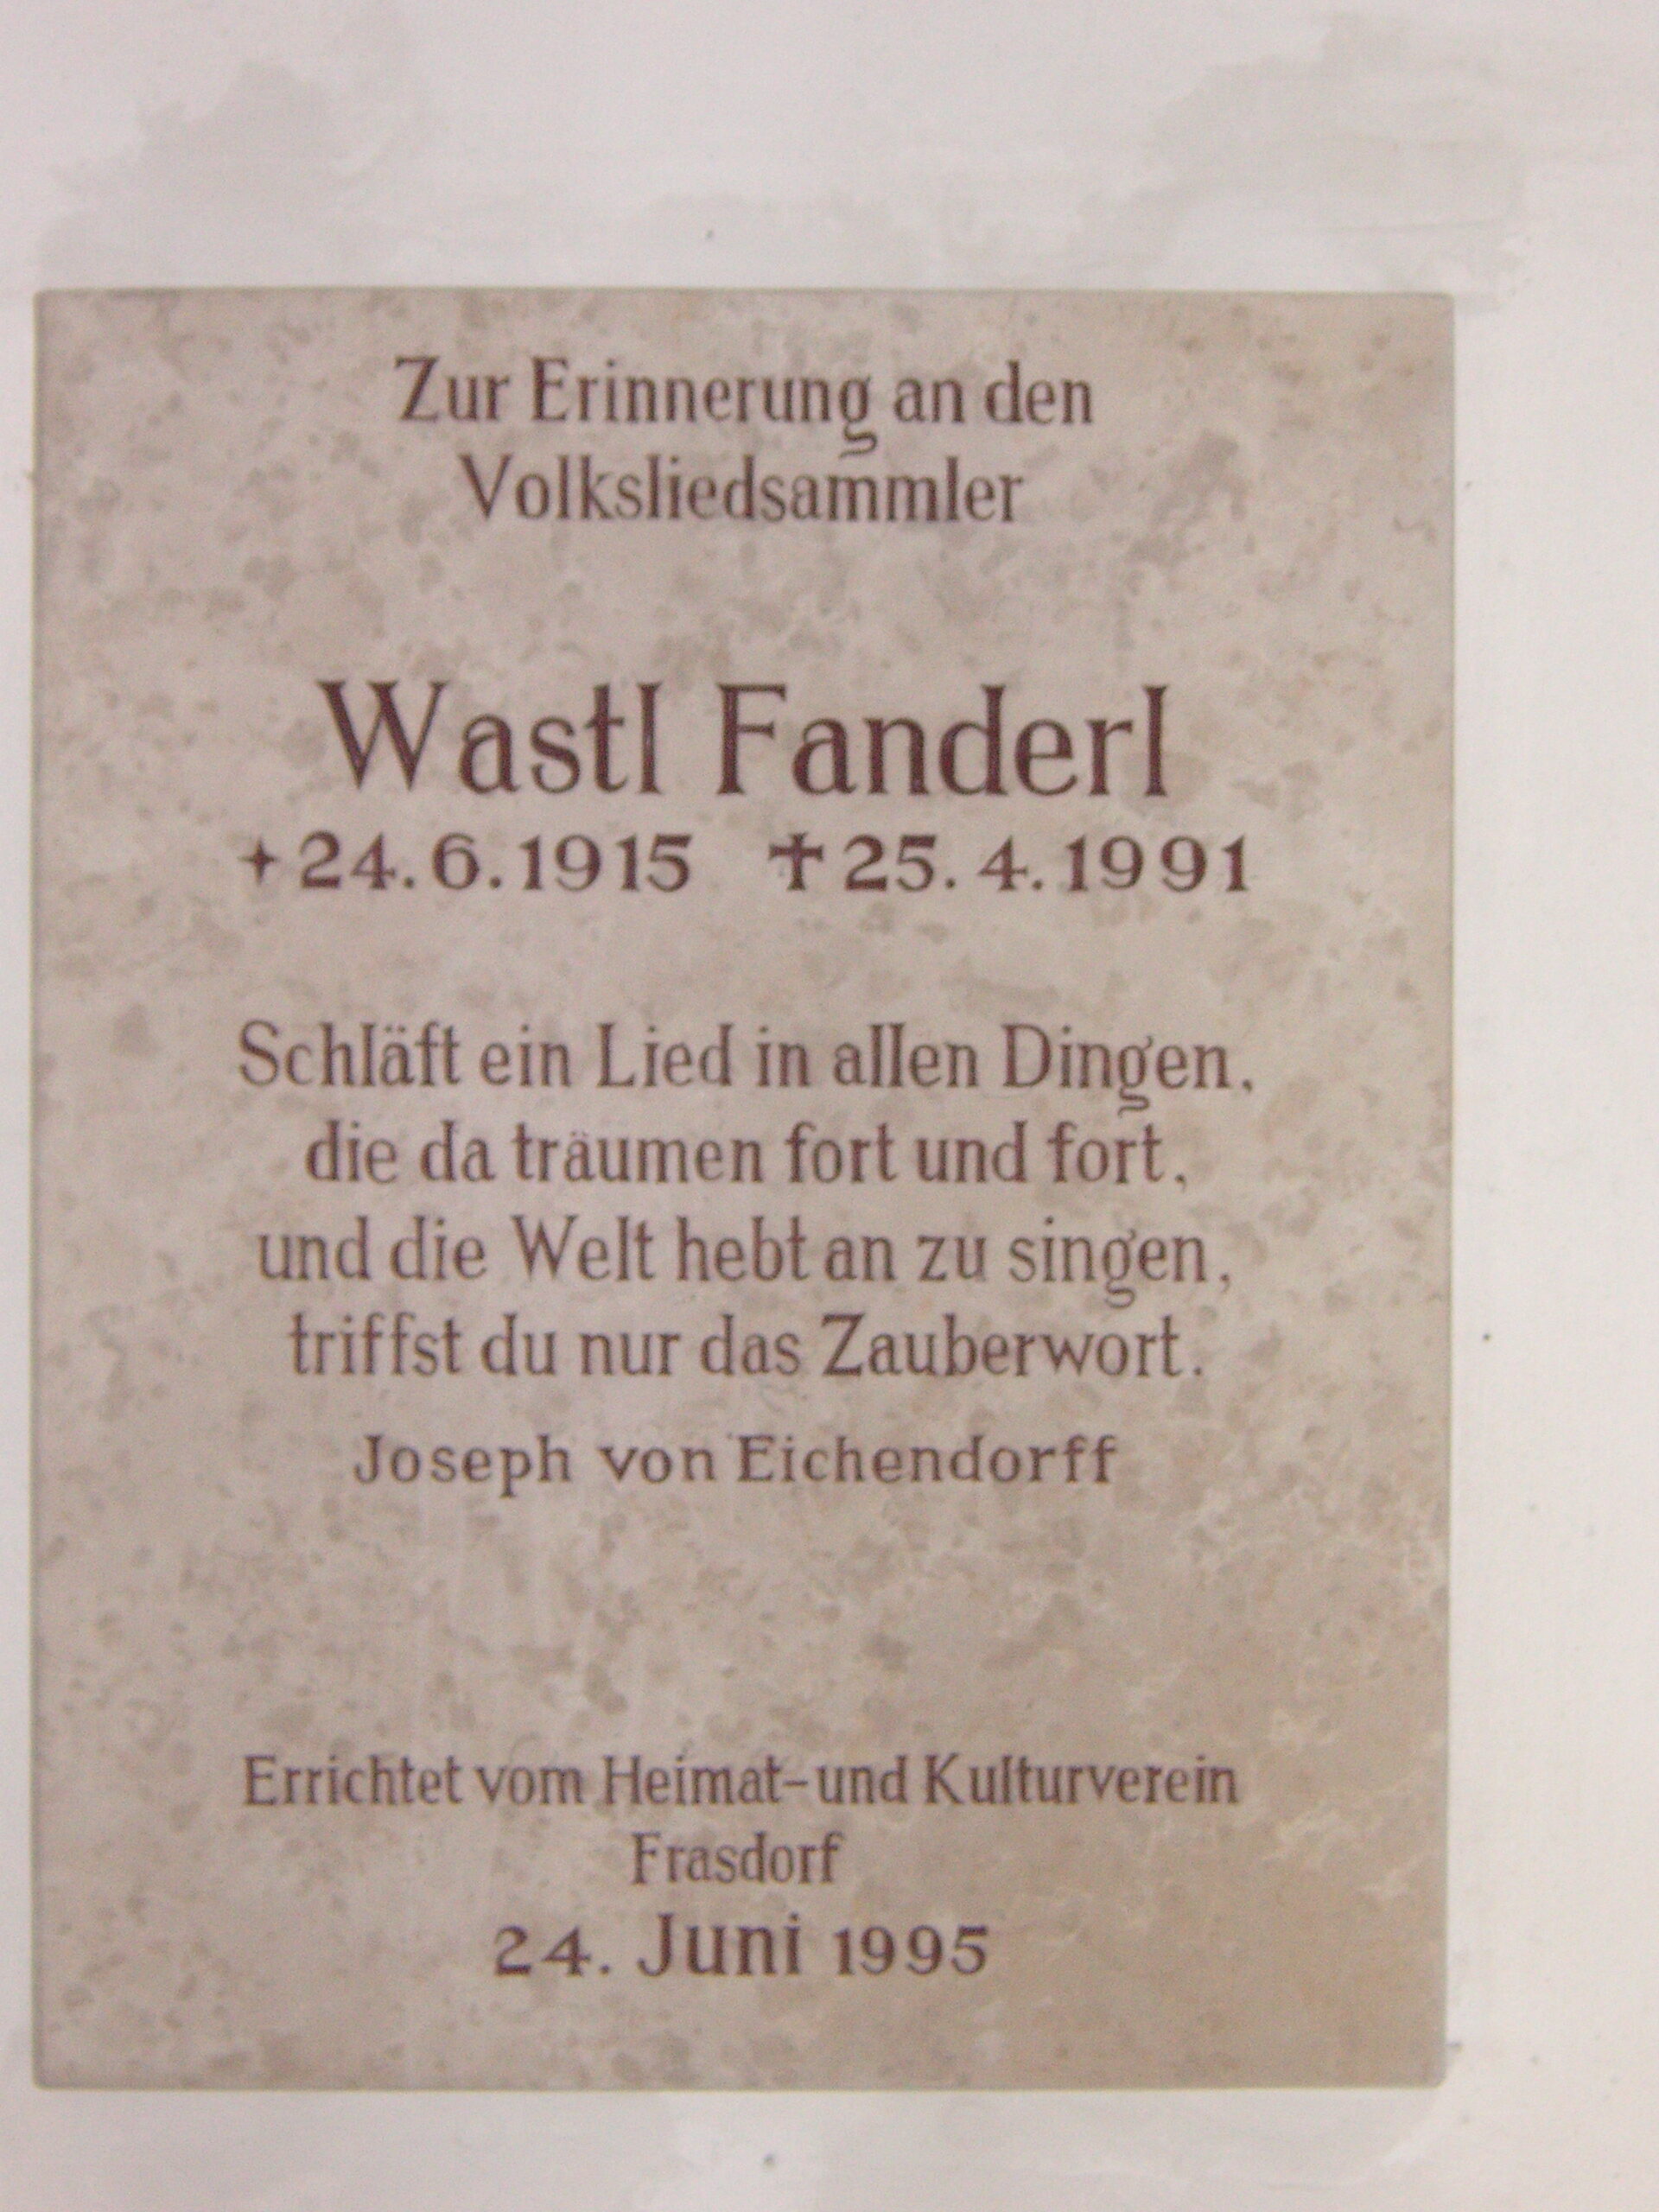 Zur Erinnerung an den
Volksliedsammler
Wastl Fanderl
+24.6.1915 ✝25.4.1991
Schläft ein Lied in allen Dingen,
die da träumen fort und fort,
und die Welt hebt an zu singen,
triffst du nur das Zauberwort.
Joseph von Eichendorff
Errichtet vom Heimat-und Kulturverein
Frasdorf
24. Juni 1995